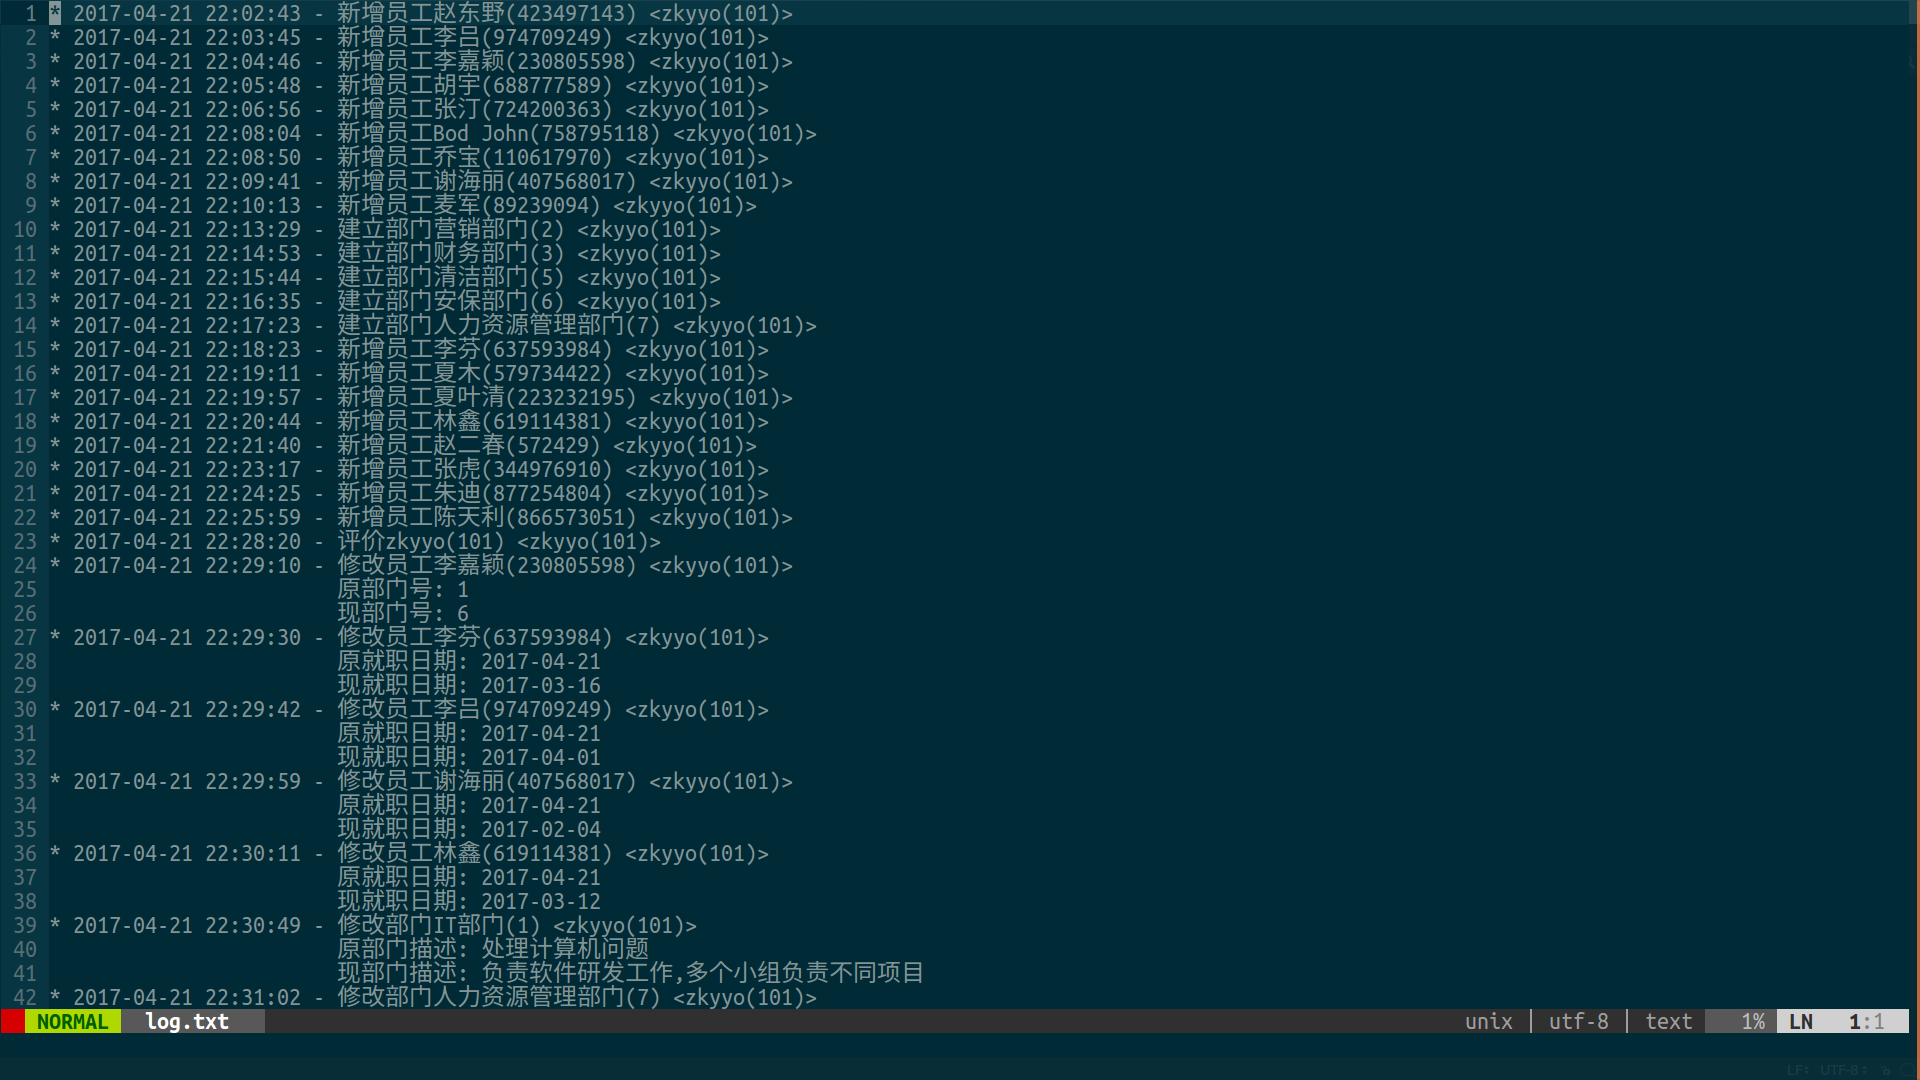 1 * 2017-04-21 22:02:43 - 新增员工赵东野(423497143) <zkyyo(101)>
2 * 2017-04-21 22:03:45 - 新增员工李吕(974709249) <zkyyo(101)>
3 * 2017-04-21 22:04:46 - 新增员工李嘉颖(230805598) <zkyyo(101)>
4 * 2017-04-21 22:05:48 - 新增员工胡宇(688777589) <zkyyo(101)>
5 * 2017-04-21 22:06:56 - 新增员工张汀(724200363) <zkyyo(101)>
6 * 2017-04-21 22:08:04 - 新增员工Bod John(758795118) <zkyyo(101)>
7 * 2017-04-21 22:08:50 - 新增员工乔宝(110617970) <zkyyo(101)>
8 * 2017-04-21 22:09:41 - 新增员工谢海丽(407568017) <zkyyo(101)>
9 * 2017-04-21 22:10:13 - 新增员工麦军(89239094) <zkyyo(101)>
10 * 2017-04-21 22:13:29 - 建立部门营销部门(2) <zkyyo(101)>
11 * 2017-04-21 22:14:53 - 建立部门财务部门(3) <zkyyo(101)>
12 * 2017-04-21 22:15:44 - 建立部门清洁部门(5) <zkyyo(101)>
13 * 2017-04-21 22:16:35 - 建立部门安保部门(6) <zkyyo(101)>
14 * 2017-04-21 22:17:23 - 建立部门人力资源管理部门(7) <zkyyo(101)>
15 * 2017-04-21 22:18:23 - 新增员工李芬(637593984) <zkyyo(101)>
16 * 2017-04-21 22:19:11 - 新增员工夏木(579734422) <zkyyo(101)>
17 * 2017-04-21 22:19:57 - 新增员工夏叶清(223232195) <zkyyo(101)>
18 * 2017-04-21 22:20:44 - 新增员工林鑫(619114381) <zkyyo(101)>
19 * 2017-04-21 22:21:40 - 新增员工赵二春(572429) <zkyyo(101)>
20 * 2017-04-21 22:23:17 - 新增员工张虎(344976910) <zkyyo(101)>
21 * 2017-04-21 22:24:25 - 新增员工朱迪(877254804) <zkyyo(101)>
22 * 2017-04-21 22:25:59 - 新增员工陈天利(866573051) <zkyyo(101)>
23 * 2017-04-21 22:28:20 - 评价zkyyo(101) <zkyyo(101)>
24 * 2017-04-21 22:29:10 - 修改员工李嘉颖(230805598) <zkyyo(101)>
25 原部门号: 1
26 现部门号: 6
27 * 2017-04-21 22:29:30 - 修改员工李芬(637593984) <zkyyo(101)>
28 原就职日期: 2017-04-21
29 现就职日期: 2017-03-16
30 * 2017-04-21 22:29:42 - 修改员工李吕(974709249) <zkyyo(101)>
31 原就职日期: 2017-04-21
32 现就职日期: 2017-04-01
33 * 2017-04-21 22:29:59 - 修改员工谢海丽(407568017) <zkyyo(101)>
34 原就职日期: 2017-04-21
35 现就职日期: 2017-02-04
36 * 2017-04-21 22:30:11 - 修改员工林鑫(619114381) <zkyyo(101)>
37 原就职日期: 2017-04-21
38 现就职日期: 2017-03-12
39 * 2017-04-21 22:30:49 - 修改部门IT部门(1) <zkyyo(101)>
40 原部门描述: 处理计算机问题
41 现部门描述: 负责软件研发工作,多个小组负责不同项目
42 * 2017-04-21 22:31:02 - 修改部门人力资源管理部门(7) <zkyyo(101)>
NORMAL log.txt unix | utf-8 | text 1% LN 1:1
LF: UTF-8: